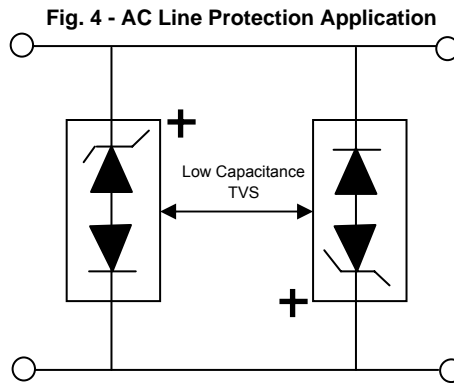 Fig. 4 - AC Line Protection Application
+
Low Capacitance
TVS
+